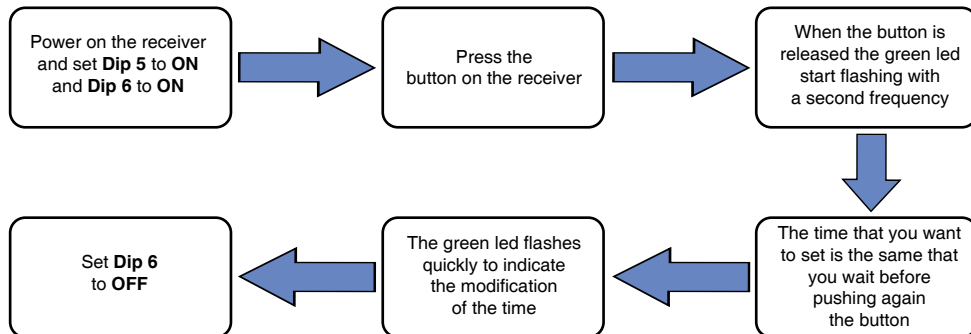 Power on the receiver
and set Dip 5 to ON
and Dip 6 to ON
Press the
button on the receiver
When the button is
released the green led
start flashing with
a second frequency
The time that you want
to set is the same that
you wait before
pushing again
the button
The green led flashes
quickly to indicate
the modification
of the time
Set Dip 6
to OFF